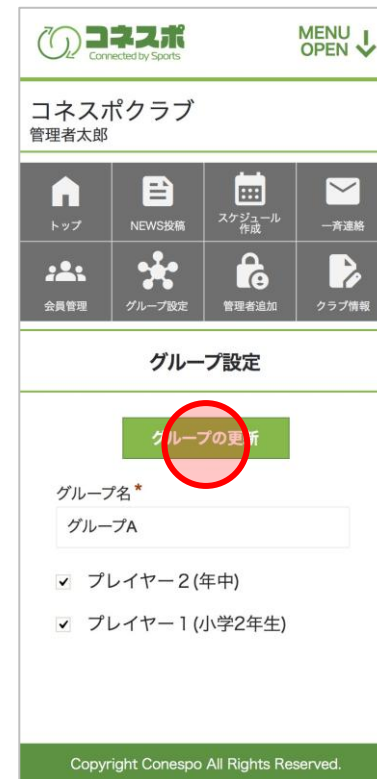 コネスポ
Connected by Sports
MENU
OPEN
コネスポクラブ
管理者太郎
トップ
NEWS投稿
スケジュール
作成
一斉連絡
会員管理
グループ設定
管理者追加
クラブ情報
グループ設定
グループの更新
グループ名*
グループA
プレイヤー２(年中)
プレイヤー１(小学2年生)
Copyright Conespo All Rights Reserved.